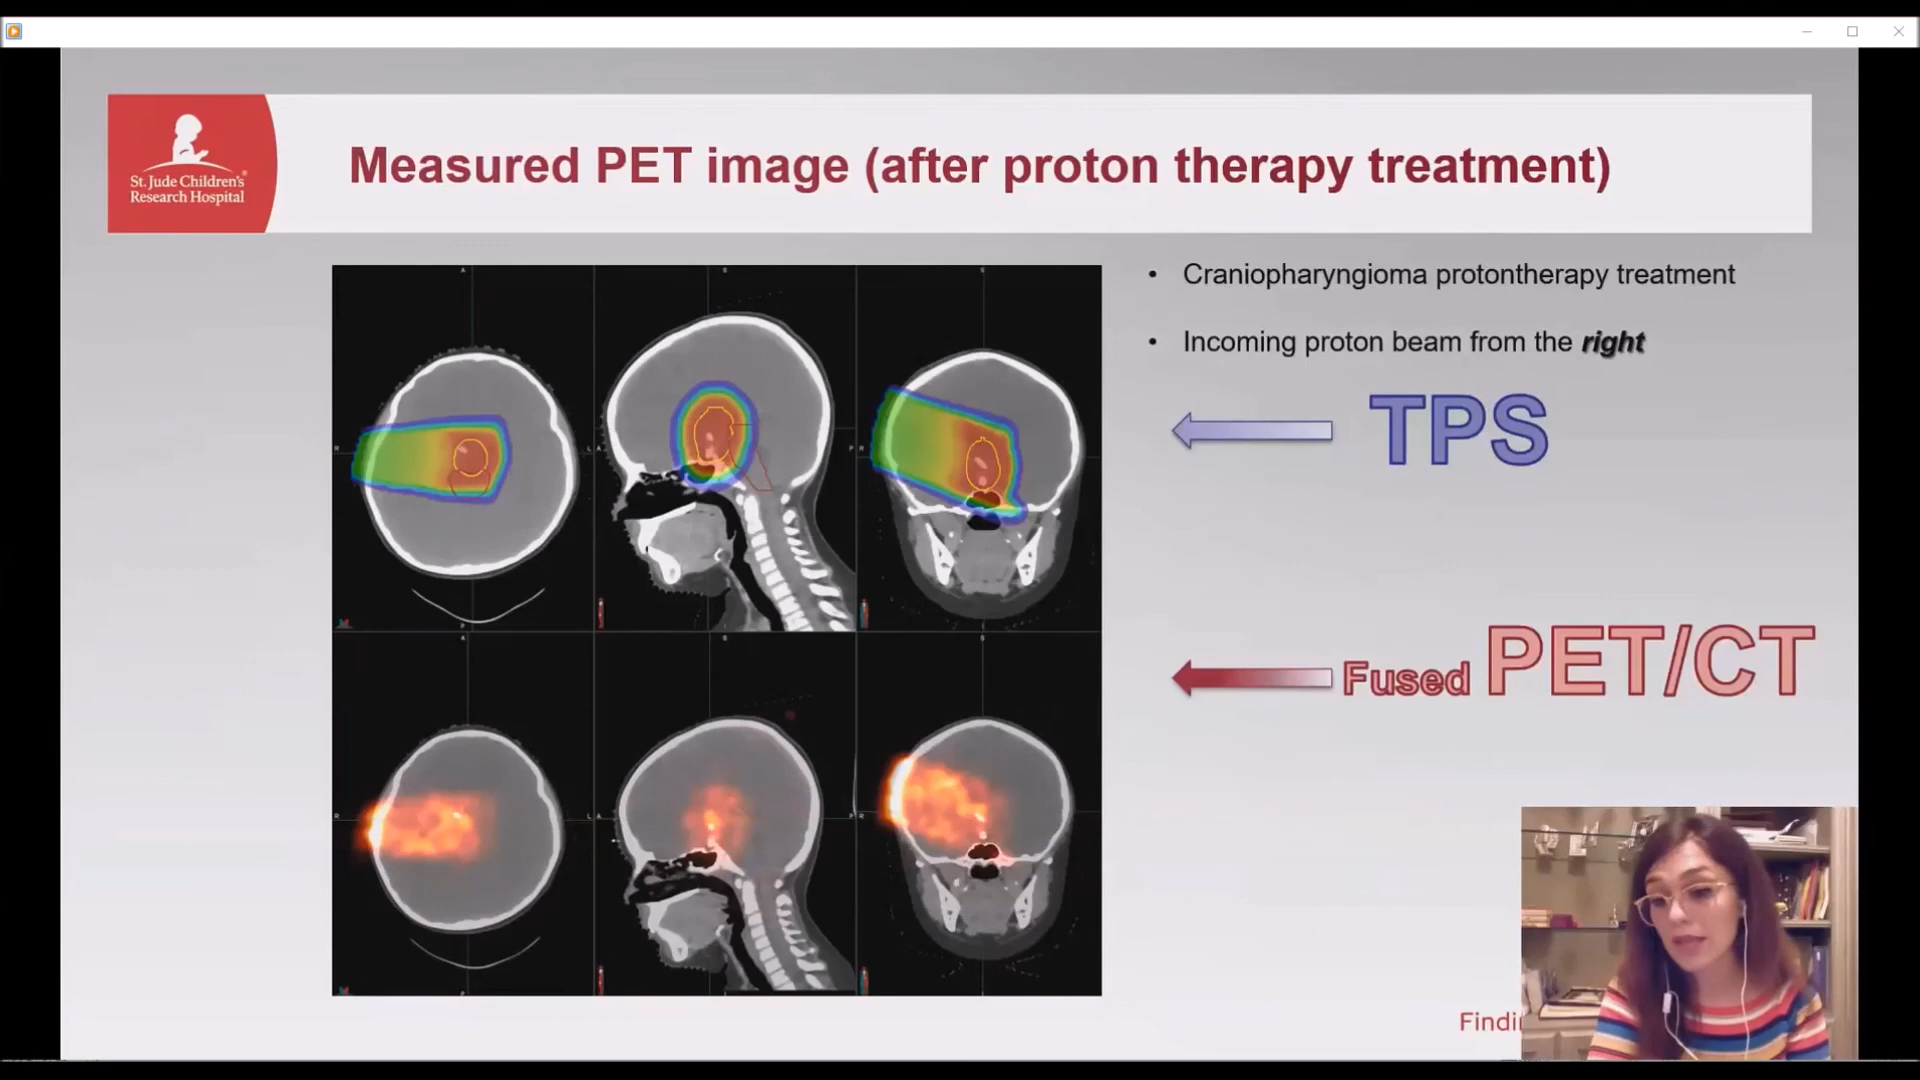 St. Jude Children's®
Research Hospital
Measured PET image (after proton therapy treatment)
• Craniopharyngioma protontherapy treatment
• Incoming proton beam from the right
TPS
Fused PET/CT
A
S
S
R
L
A
P
R
P
A
S
S
R
L
A
P
R
P